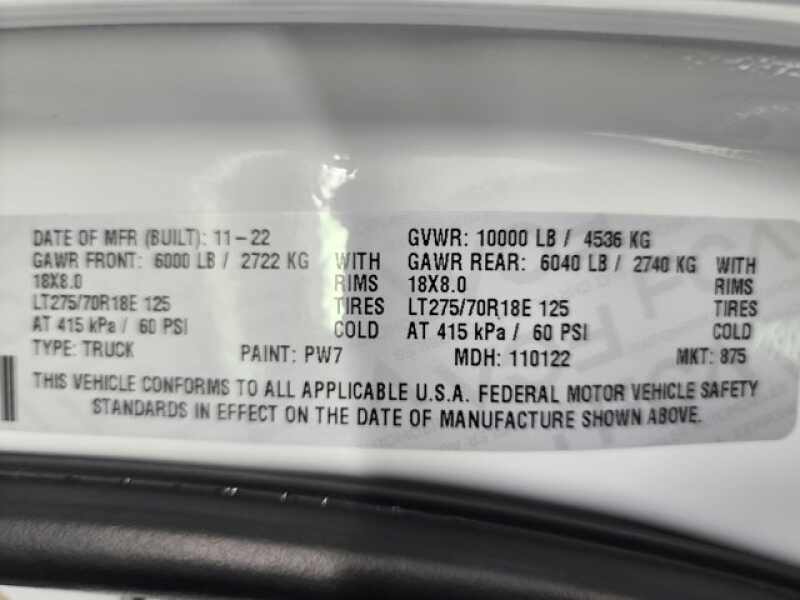 DATE OF MFR (BUILT): 11-22 GVWR: 10000 LB / 4536 KG
GAWR FRONT: 6000 LB / 2722 KG WITH GAWR REAR: 6040 LB / 2740 KG WITH
18X8.0 RIMS 18X8.0 RIMS
LT275/70R18E 125 TIRES LT275/70R18E 125 TIRES
AT 415 kPa / 60 PSI COLD AT 415 kPa / 60 PSI COLD
TYPE: TRUCK PAINT: PW7 MDH: 110122 MKT: 875
THIS VEHICLE CONFORMS TO ALL APPLICABLE U.S.A. FEDERAL MOTOR VEHICLE SAFETY
STANDARDS IN EFFECT ON THE DATE OF MANUFACTURE SHOWN ABOVE.